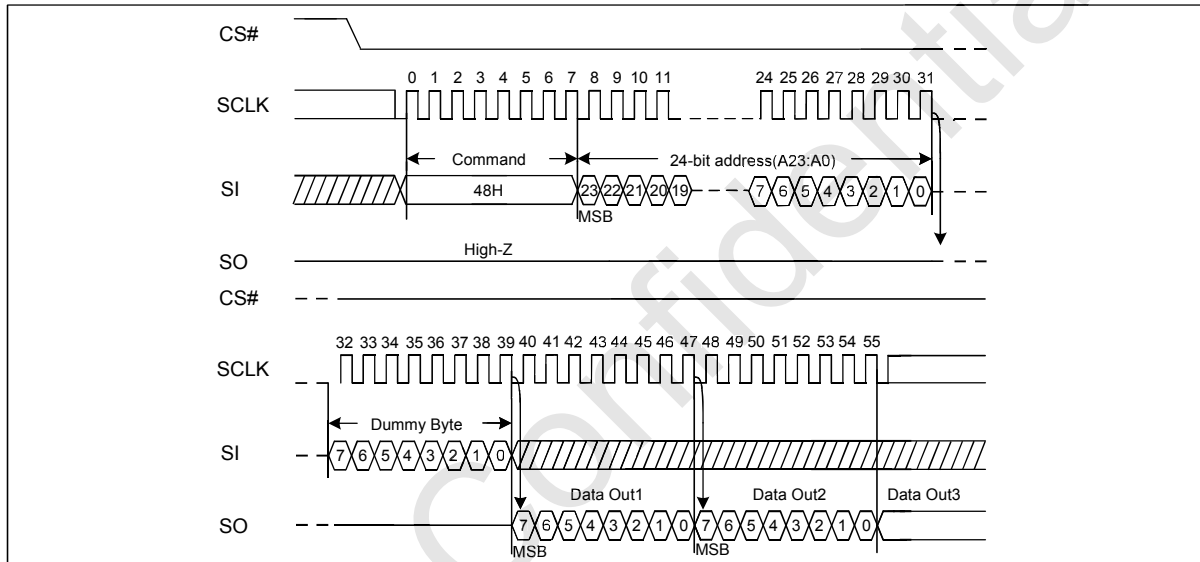 CS#
0 1 2 3 4 5 6 7 8 9 10 11 24 25 26 27 28 29 30 31
SCLK
Command 24-bit address(A23:A0)
SI 48H 23 22 21 20 19 7 6 5 4 3 2 1 0
MSB
High-Z
SO
CS#
32 33 34 35 36 37 38 39 40 41 42 43 44 45 46 47 48 49 50 51 52 53 54 55
SCLK
Dummy Byte
SI 7 6 5 4 3 2 1 0
Data Out1 Data Out2 Data Out3
SO 7 6 5 4 3 2 1 0 7 6 5 4 3 2 1 0
MSB MSB
Confidential